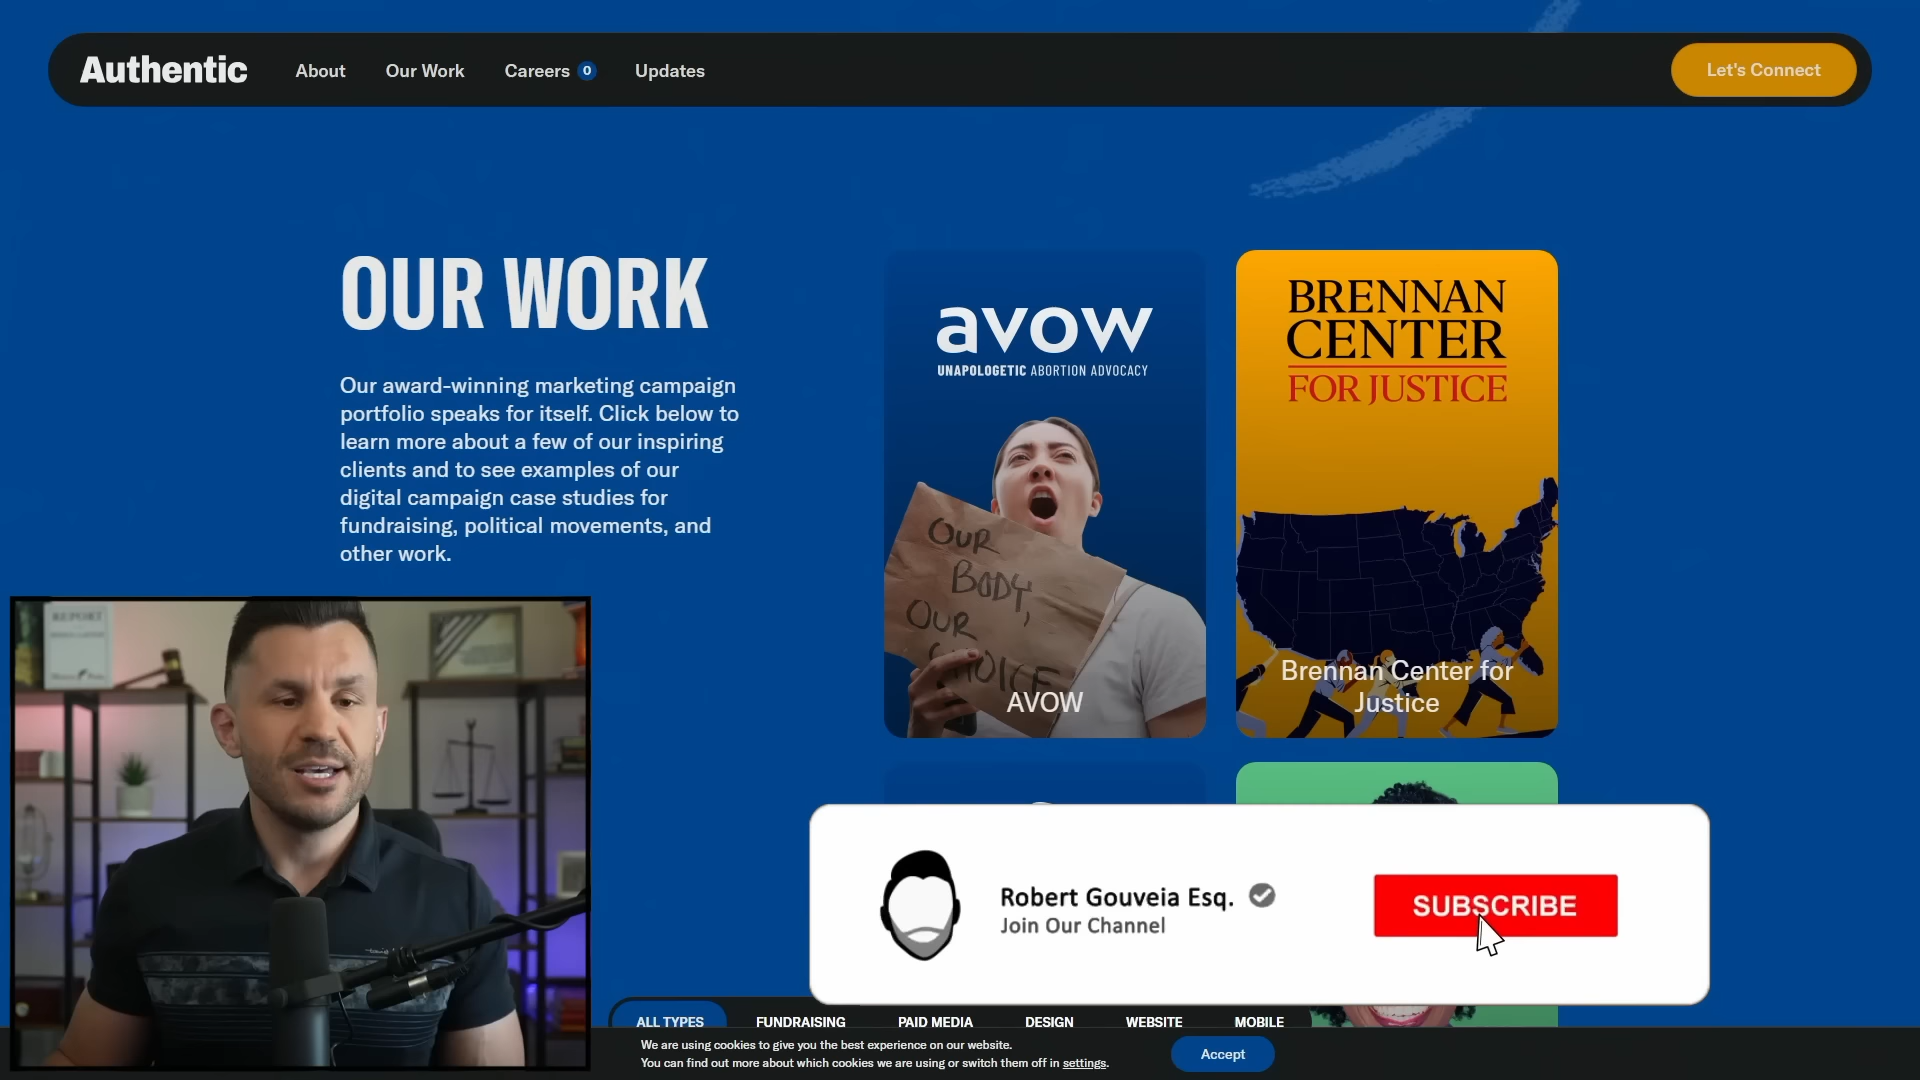 Authentic
About
Our Work
Careers 0
Updates
Let's Connect
OUR WORK
Our award-winning marketing campaign
portfolio speaks for itself. Click below to
learn more about a few of our inspiring
clients and to see examples of our
digital campaign case studies for
fundraising, political movements, and
other work.
avow
UNAPOLOGETIC ABORTION ADVOCACY
OUR
BODY,
OUR
CHOICE
AVOW
BRENNAN
CENTER
FOR JUSTICE
Brennan Center for
Justice
REPORT
Robert Gouveia Esq.
Join Our Channel
SUBSCRIBE
ALL TYPES
FUNDRAISING
PAID MEDIA
DESIGN
WEBSITE
MOBILE
We are using cookies to give you the best experience on our website.
You can find out more about which cookies we are using or switch them off in settings.
Accept